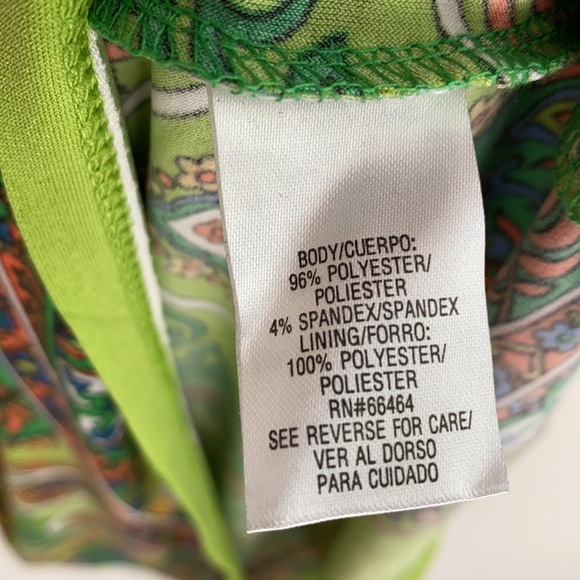 BODY/CUERPO:
96% POLYESTER/
POLIESTER
4% SPANDEX/SPANDEX
LINING/FORRO:
100% POLYESTER/
POLIESTER
RN#66464
SEE REVERSE FOR CARE/
VER AL DORSO
PARA CUIDADO